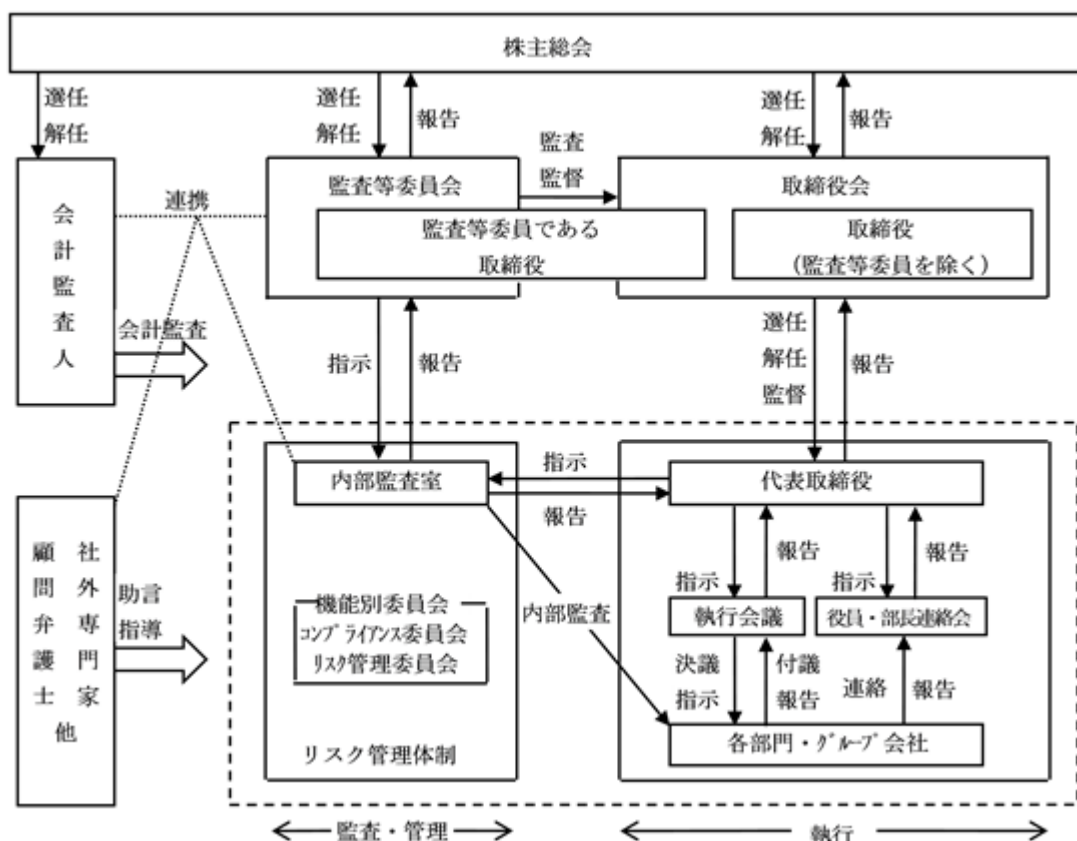 株主総会
選任
解任
選任
解任
報告
選任
解任
報告
監査
監督
会計監査人
連携
監査等委員会
監査等委員である
取締役
取締役会
取締役
(監査等委員を除く)
会計監査
指示
報告
選任
解任
監督
報告
内部監査室
指示
報告
代表取締役
顧問弁護士
社外専門家
他
助言
指導
機能別委員会
コンプライアンス委員会
リスク管理委員会
リスク管理体制
内部監査
指示
報告
指示
報告
執行会議
役員・部長連絡会
決議
指示
付議
報告
連絡
報告
各部門・グループ会社
監査・管理
執行